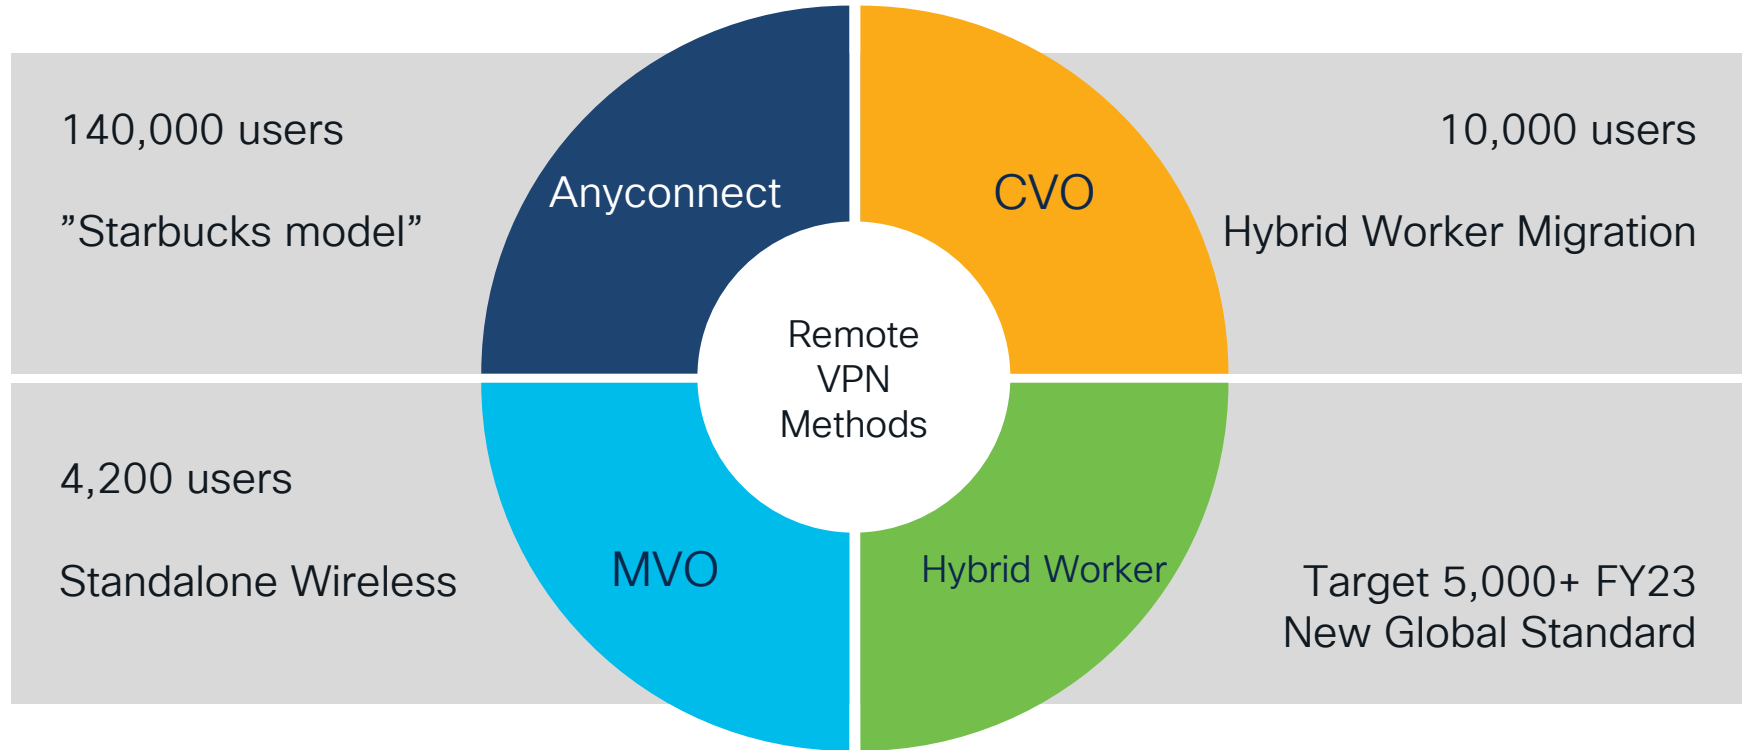 140,000 users
”Starbucks model”
Anyconnect
CVO
10,000 users
Hybrid Worker Migration
Remote
VPN
Methods
4,200 users
Standalone Wireless
MVO
Hybrid Worker
Target 5,000+ FY23
New Global Standard